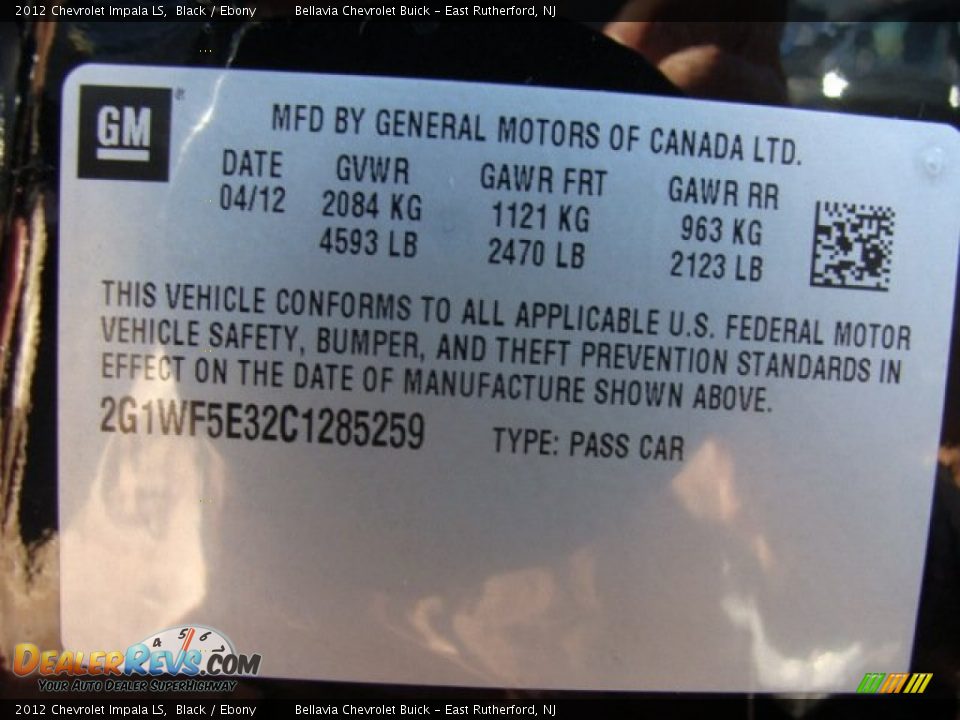 2012 Chevrolet Impala LS, Black / Ebony Bellavia Chevrolet Buick - East Rutherford, NJ
GM
MFD BY GENERAL MOTORS OF CANADA LTD.
DATE GVWR GAWR FRT GAWR RR
04/12 2084 KG 1121 KG 963 KG
4593 LB 2470 LB 2123 LB
THIS VEHICLE CONFORMS TO ALL APPLICABLE U.S. FEDERAL MOTOR
VEHICLE SAFETY, BUMPER, AND THEFT PREVENTION STANDARDS IN
EFFECT ON THE DATE OF MANUFACTURE SHOWN ABOVE.
2G1WF5E32C1285259 TYPE: PASS CAR
4 5 6
DealerRevs.com
Your Auto Dealer SuperHighway
2012 Chevrolet Impala LS, Black / Ebony Bellavia Chevrolet Buick - East Rutherford, NJ